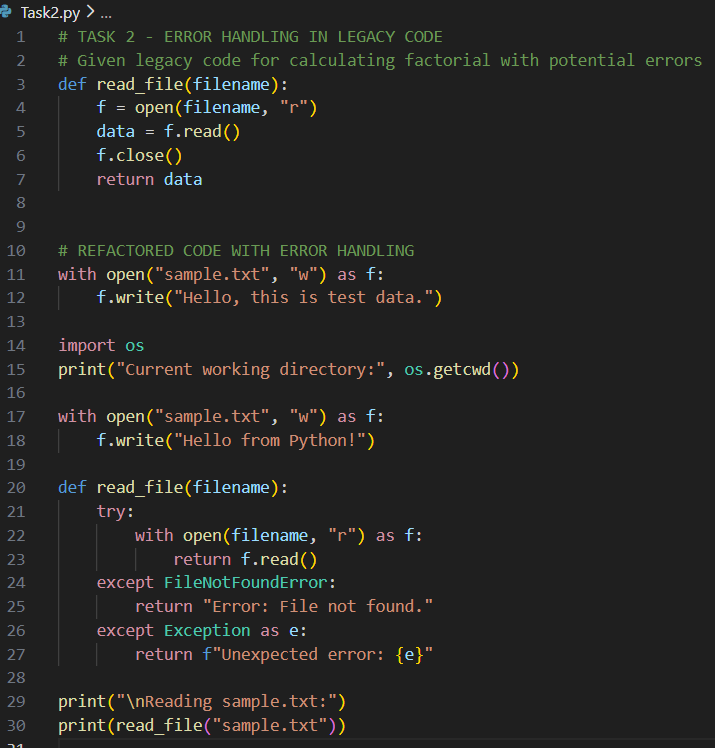 Task2.py > ...
1 # TASK 2 - ERROR HANDLING IN LEGACY CODE
2 # Given legacy code for calculating factorial with potential errors
3 def read_file(filename):
4     f = open(filename, "r")
5     data = f.read()
6     f.close()
7     return data
8
9
10 # REFACTORED CODE WITH ERROR HANDLING
11 with open("sample.txt", "w") as f:
12     f.write("Hello, this is test data.")
13
14 import os
15 print("Current working directory:", os.getcwd())
16
17 with open("sample.txt", "w") as f:
18     f.write("Hello from Python!")
19
20 def read_file(filename):
21     try:
22         with open(filename, "r") as f:
23             return f.read()
24     except FileNotFoundError:
25         return "Error: File not found."
26     except Exception as e:
27         return f"Unexpected error: {e}"
28
29 print("\nReading sample.txt:")
30 print(read_file("sample.txt"))
31